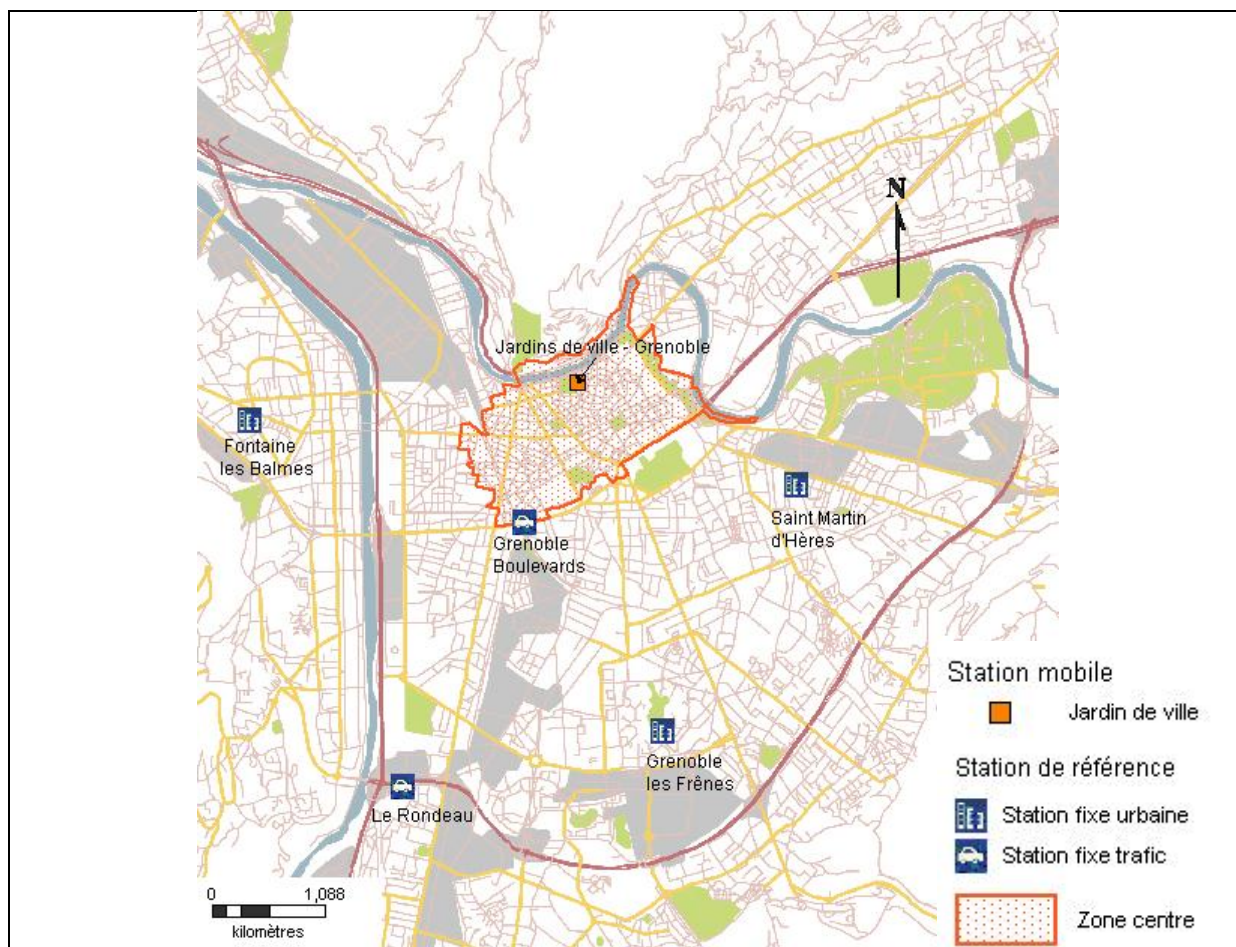 N
Jardins de ville - Grenoble
Fontaine
les Balmes
Saint Martin
d'Hères
Grenoble
Boulevards
Grenoble
les Frênes
Le Rondeau
0 1,088
kilomètres
Station mobile
Jardin de ville
Station de référence
Station fixe urbaine
Station fixe trafic
Zone centre